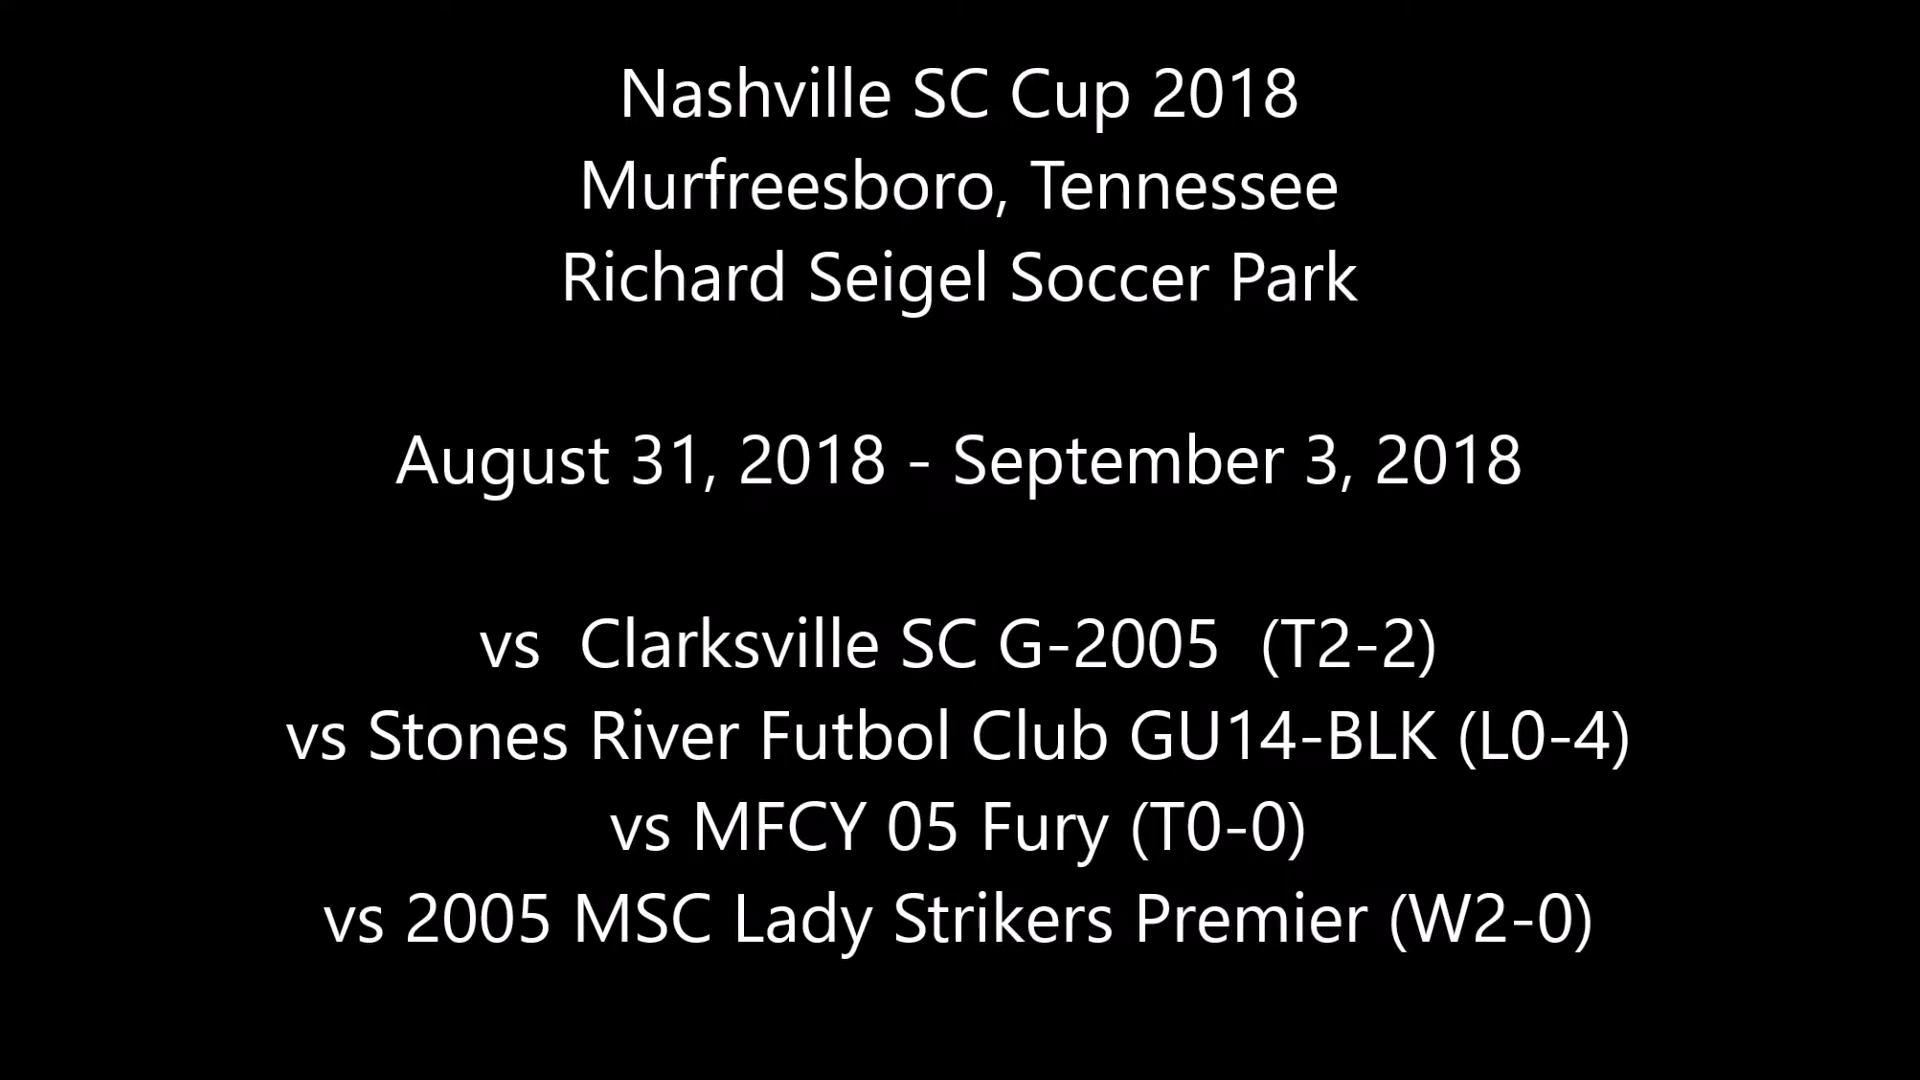 Nashville SC Cup 2018
Murfreesboro, Tennessee
Richard Seigel Soccer Park
August 31, 2018 - September 3, 2018
vs  Clarksville SC G-2005  (T2-2)
vs Stones River Futbol Club GU14-BLK (L0-4)
vs MFCY 05 Fury (T0-0)
vs 2005 MSC Lady Strikers Premier (W2-0)